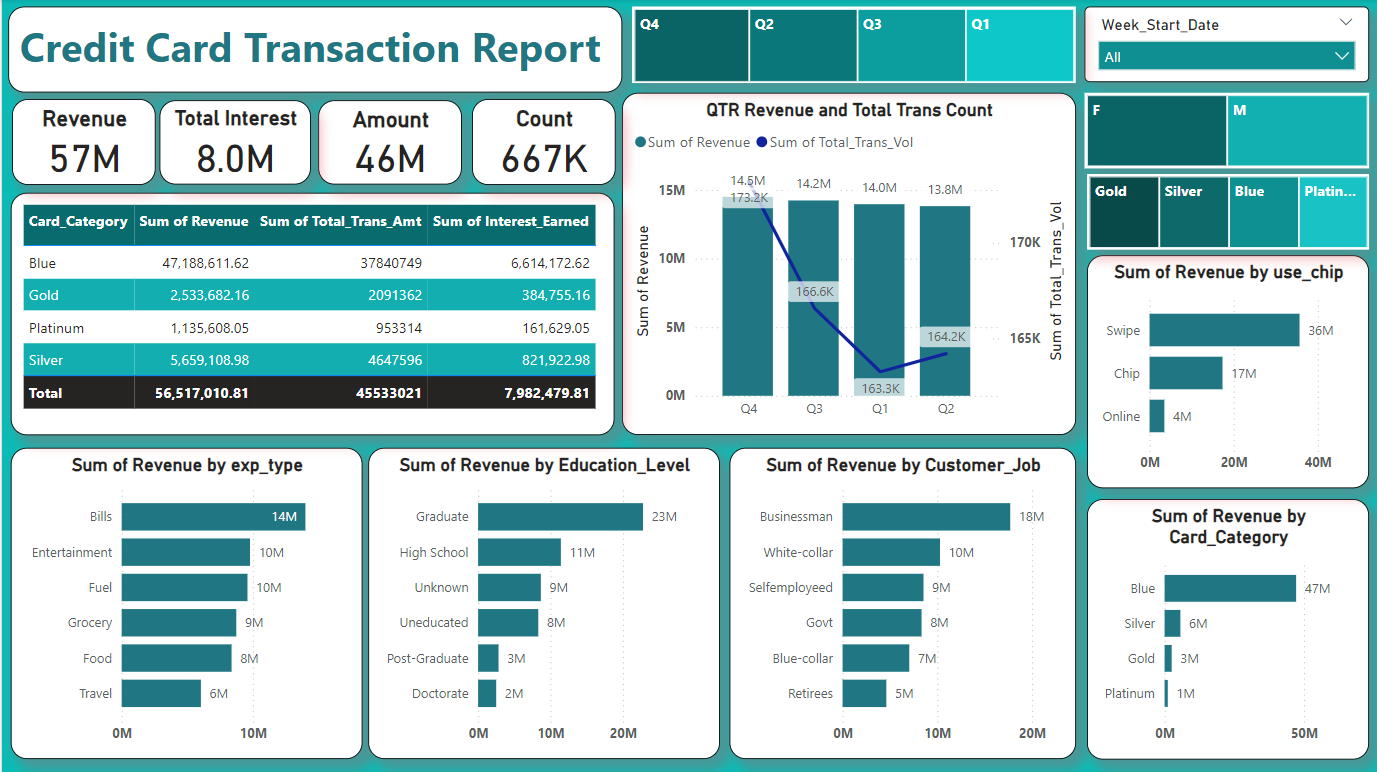 Credit Card Transaction Report
Q4 Q2 Q3 Q1
Week_Start_Date
All
Revenue
57M
Total Interest
8.0M
Amount
46M
Count
667K
F M
Gold Silver Blue Platin...
Card_Category Sum of Revenue Sum of Total_Trans_Amt Sum of Interest_Earned
Blue 47,188,611.62 37840749 6,614,172.62
Gold 2,533,682.16 2091362 384,755.16
Platinum 1,135,608.05 953314 161,629.05
Silver 5,659,108.98 4647596 821,922.98
Total 56,517,010.81 45533021 7,982,479.81
QTR Revenue and Total Trans Count
Sum of Revenue Sum of Total_Trans_Vol
Sum of Revenue
15M
10M
5M
0M
14.5M 14.2M 14.0M 13.8M
173.2K
166.6K
163.3K
164.2K
Q4 Q3 Q1 Q2
170K
165K
Sum of Total_Trans_Vol
Sum of Revenue by use_chip
Swipe 36M
Chip 17M
Online 4M
0M 20M 40M
Sum of Revenue by exp_type
Bills 14M
Entertainment 10M
Fuel 10M
Grocery 9M
Food 8M
Travel 6M
0M 10M
Sum of Revenue by Education_Level
Graduate 23M
High School 11M
Unknown 9M
Uneducated 8M
Post-Graduate 3M
Doctorate 2M
0M 10M 20M
Sum of Revenue by Customer_Job
Businessman 18M
White-collar 10M
Selfemployeed 9M
Govt 8M
Blue-collar 7M
Retirees 5M
0M 10M 20M
Sum of Revenue by
Card_Category
Blue 47M
Silver 6M
Gold 3M
Platinum 1M
0M 50M